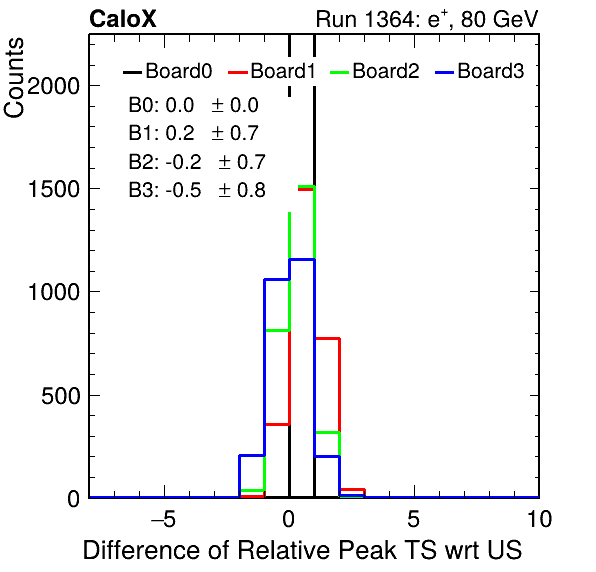 CaloX Run 1364: e⁺, 80 GeV
Counts
Board0 Board1 Board2 Board3
2000
B0: 0.0 ± 0.0
B1: 0.2 ± 0.7
B2: -0.2 ± 0.7
B3: -0.5 ± 0.8
1500
1000
500
0
−5 0 5 10
Difference of Relative Peak TS wrt US